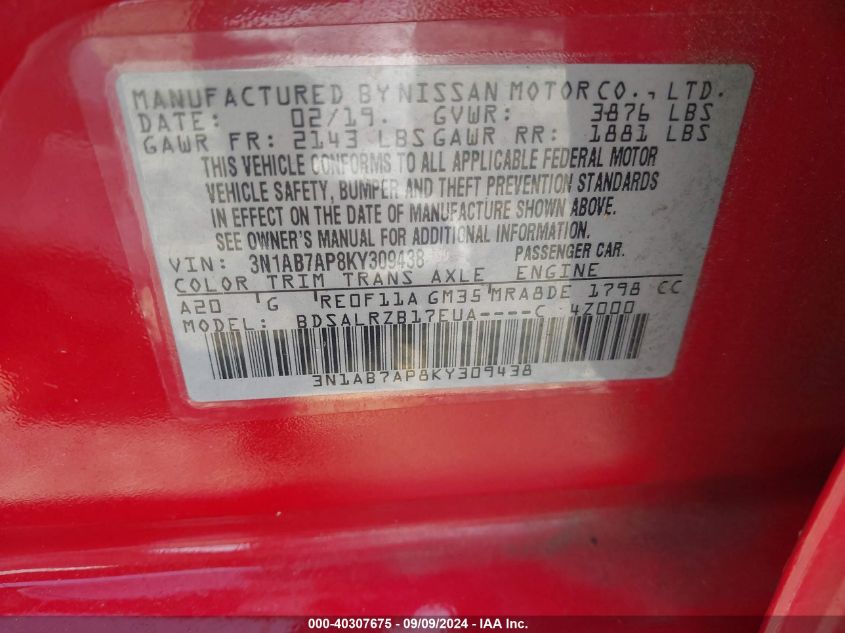 MANUFACTURED BY NISSAN MOTOR CO., LTD.
DATE: 02/19. GVWR: 3876 LBS
GAWR FR: 2143 LBS GAWR RR: 1881 LBS
THIS VEHICLE CONFORMS TO ALL APPLICABLE FEDERAL MOTOR
VEHICLE SAFETY, BUMPER AND THEFT PREVENTION STANDARDS
IN EFFECT ON THE DATE OF MANUFACTURE SHOWN ABOVE.
SEE OWNER'S MANUAL FOR ADDITIONAL INFORMATION.
VIN: 3N1AB7AP8KY309438 PASSENGER CAR.
COLOR TRIM TRANS AXLE ENGINE
A20 G RE0F11A GM35 MRA8DE 1798 CC
MODEL: BDSALRZB17EUA----C 4Z000
3N1AB7AP8KY309438
000-40307675 - 09/09/2024 - IAA Inc.